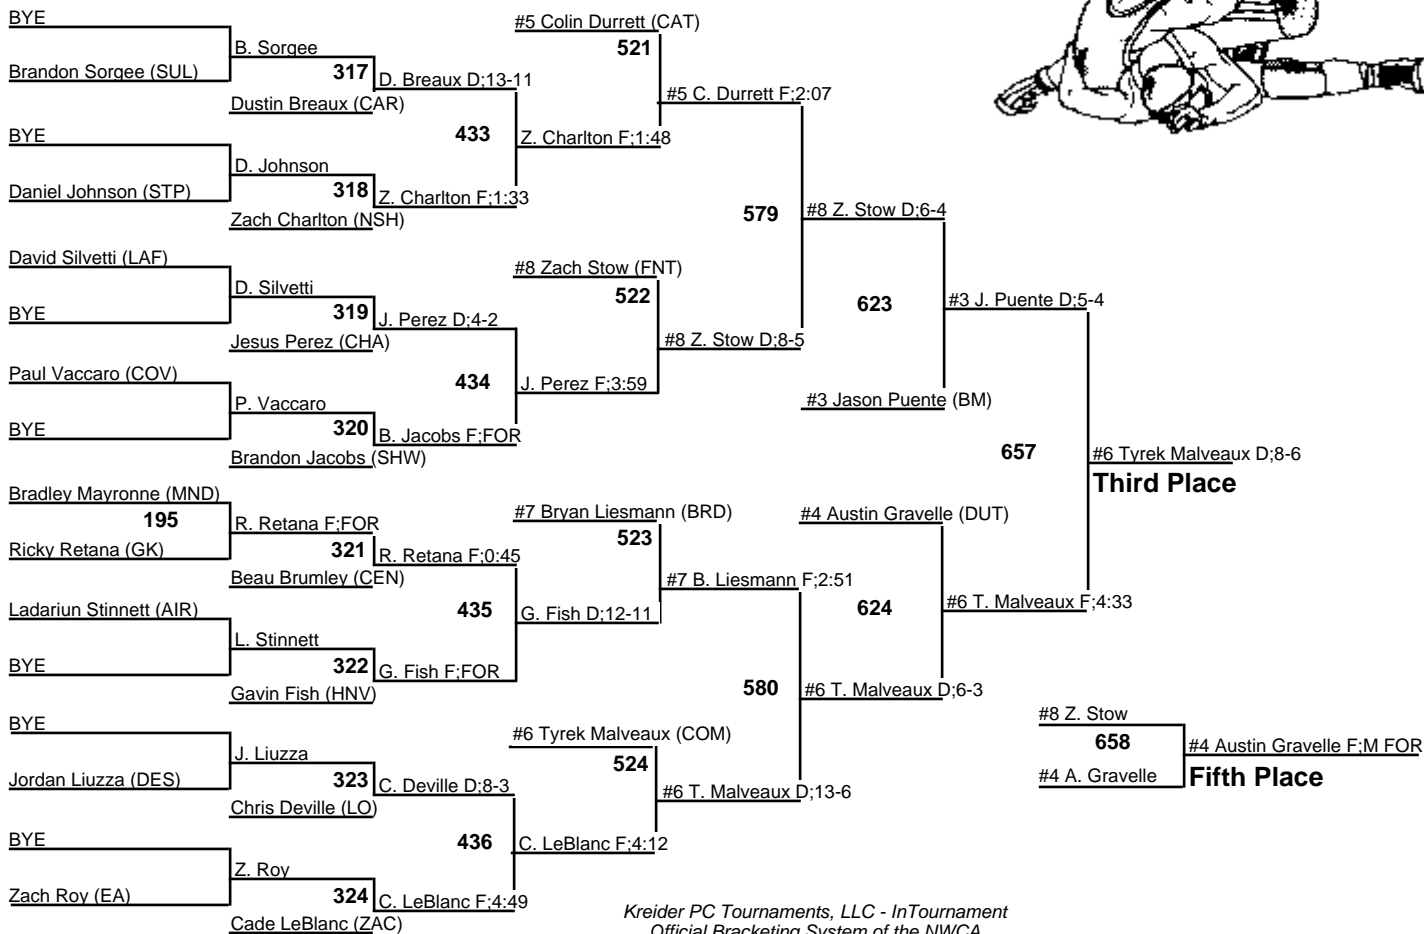 BYE
#5 Colin Durrett (CAT)
B. Sorgee
521
Brandon Sorgee (SUL)
317
D. Breaux D;13-11
#5 C. Durrett F;2:07
Dustin Breaux (CAR)
433
BYE
Z. Charlton F;1:48
D. Johnson
Daniel Johnson (STP)
318
Z. Charlton F;1:33
579
#8 Z. Stow D;6-4
Zach Charlton (NSH)
David Silvetti (LAF)
#8 Zach Stow (FNT)
D. Silvetti
522
623
#3 J. Puente D;5-4
BYE
319
J. Perez D;4-2
#8 Z. Stow D;8-5
Jesus Perez (CHA)
Paul Vaccaro (COV)
434
J. Perez F;3:59
P. Vaccaro
#3 Jason Puente (BM)
BYE
320
B. Jacobs F;FOR
657
#6 Tyrek Malveaux D;8-6
Brandon Jacobs (SHW)
Third Place
Bradley Mayronne (MND)
195
R. Retana F;FOR
#7 Bryan Liesmann (BRD)
#4 Austin Gravelle (DUT)
523
Ricky Retana (GK)
321
R. Retana F;0:45
Beau Brumley (CEN)
#7 B. Liesmann F;2:51
624
#6 T. Malveaux F;4:33
Ladariun Stinnett (AIR)
435
G. Fish D;12-11
L. Stinnett
BYE
322
G. Fish F;FOR
580
#6 T. Malveaux D;6-3
Gavin Fish (HNV)
#8 Z. Stow
BYE
#6 Tyrek Malveaux (COM)
658
#4 Austin Gravelle F;M FOR
J. Liuzza
524
Jordan Liuzza (DES)
323
C. Deville D;8-3
#6 T. Malveaux D;13-6
#4 A. Gravelle
Fifth Place
Chris Deville (LO)
BYE
436
C. LeBlanc F;4:12
Z. Roy
Zach Roy (EA)
324
C. LeBlanc F;4:49
Cade LeBlanc (ZAC)
Kreider PC Tournaments, LLC - InTournament
Official Bracketing System of the NWCA